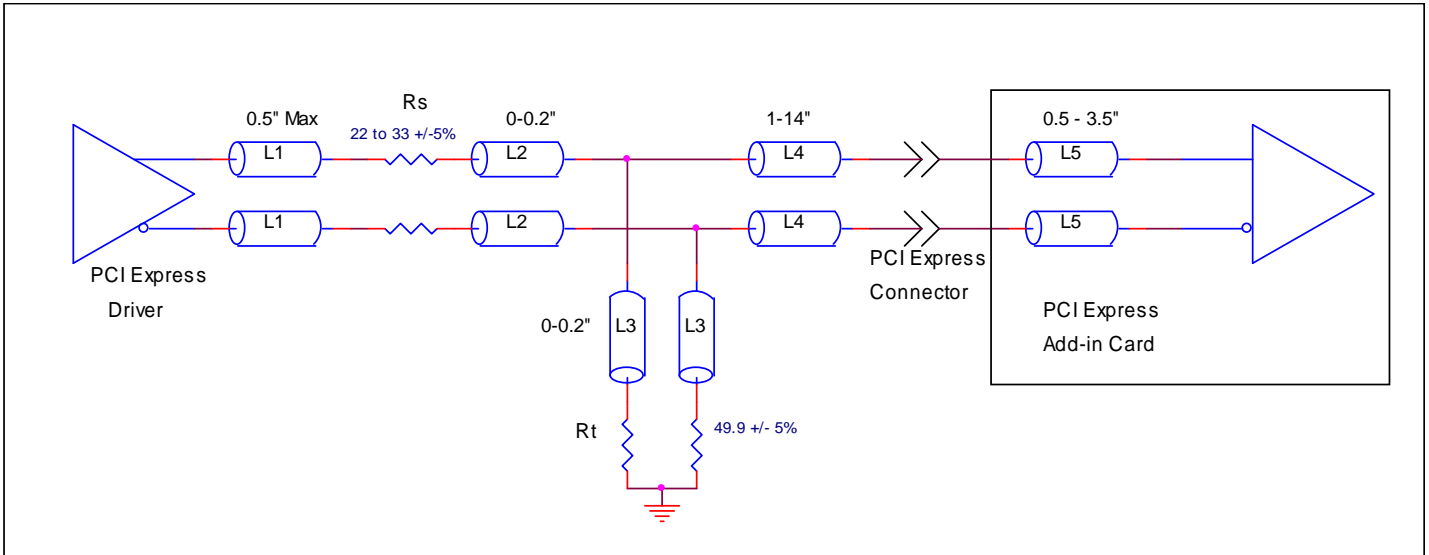 Rs
0.5" Max
22 to 33 +/-5%
0-0.2"
1-14"
0.5 - 3.5"
L1
L2
L4
L5
L1
L2
L4
L5
PCI Express
Driver
PCI Express
Connector
0-0.2"
L3
L3
PCI Express
Add-in Card
Rt
49.9 +/- 5%